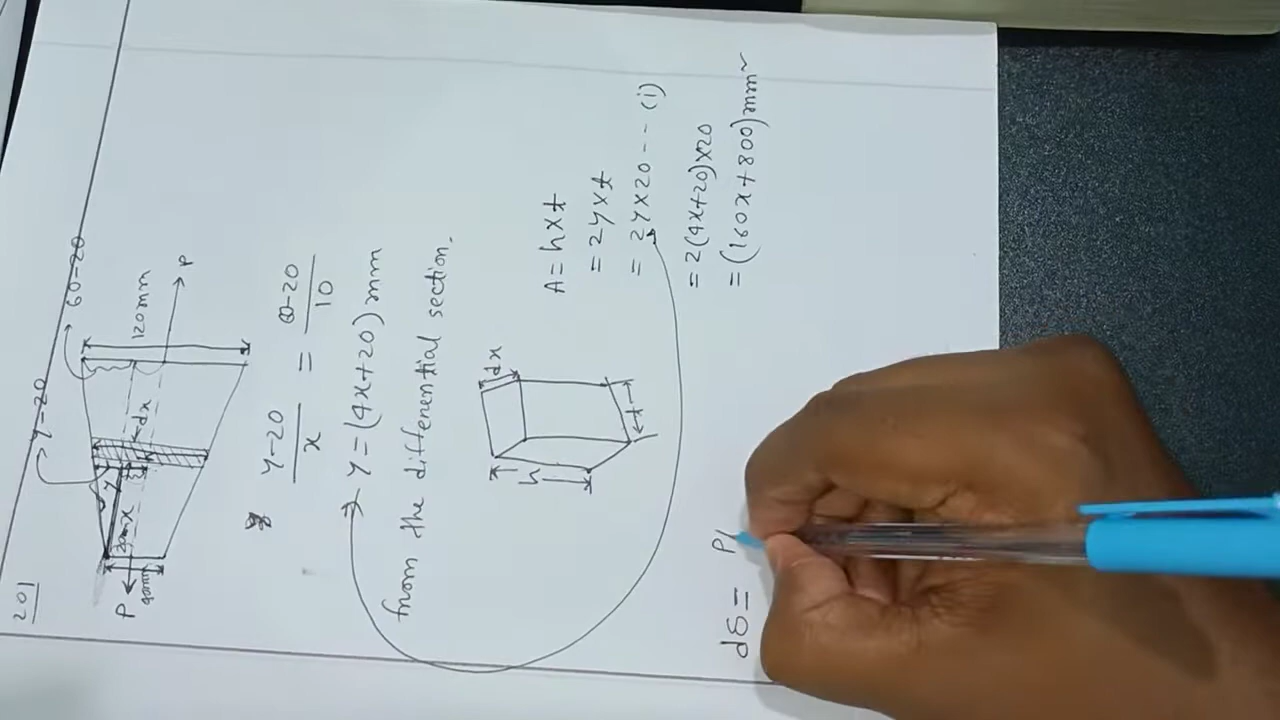 201
y-20
60-20
P
40mm
20mm
x
y
dx
120mm
P
y-20/x = 60-20/10
→ y=(4x+20)mm
from the differential section,
h
dx
t
A=h×t
=2y×t
=2y×20--(i)
=2(4x+20)×20
=(160x+800)mm²
dδ= P